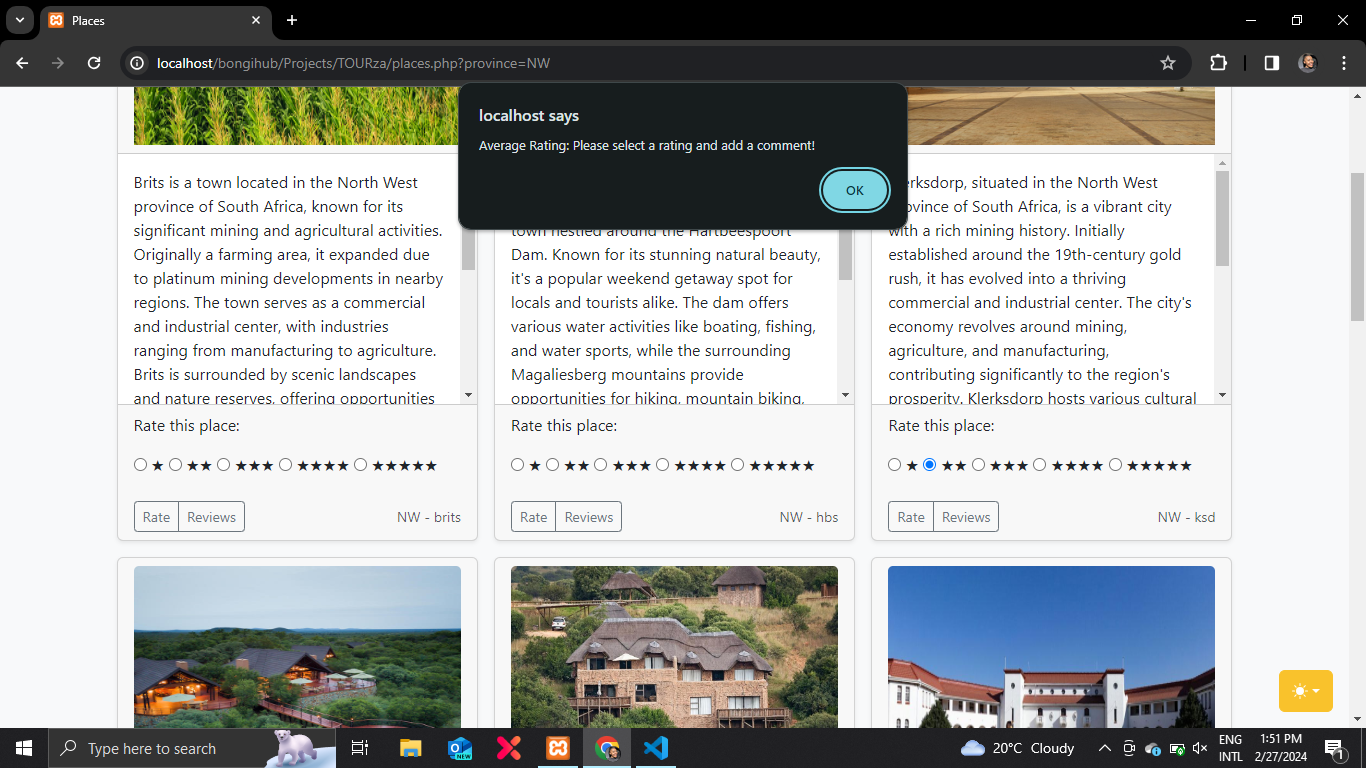 Places
localhost/bongihub/Projects/TOURza/places.php?province=NW
localhost says
Average Rating: Please select a rating and add a comment!
OK
Brits is a town located in the North West
province of South Africa, known for its
significant mining and agricultural activities.
Originally a farming area, it expanded due
to platinum mining developments in nearby
regions. The town serves as a commercial
and industrial center, with industries
ranging from manufacturing to agriculture.
Brits is surrounded by scenic landscapes
and nature reserves, offering opportunities
Rate this place:
★ ★★ ★★★ ★★★★ ★★★★★
Rate Reviews
NW - brits
town nestled around the Hartbeespoort
Dam. Known for its stunning natural beauty,
it's a popular weekend getaway spot for
locals and tourists alike. The dam offers
various water activities like boating, fishing,
and water sports, while the surrounding
Magaliesberg mountains provide
opportunities for hiking, mountain biking,
Rate this place:
★ ★★ ★★★ ★★★★ ★★★★★
Rate Reviews
NW - hbs
erksdorp, situated in the North West
ovince of South Africa, is a vibrant city
with a rich mining history. Initially
established around the 19th-century gold
rush, it has evolved into a thriving
commercial and industrial center. The city's
economy revolves around mining,
agriculture, and manufacturing,
contributing significantly to the region's
prosperity. Klerksdorp hosts various cultural
Rate this place:
★ ★★ ★★★ ★★★★ ★★★★★
Rate Reviews
NW - ksd
Type here to search
NEW
20°C Cloudy
ENG
INTL
1:51 PM
2/27/2024
1